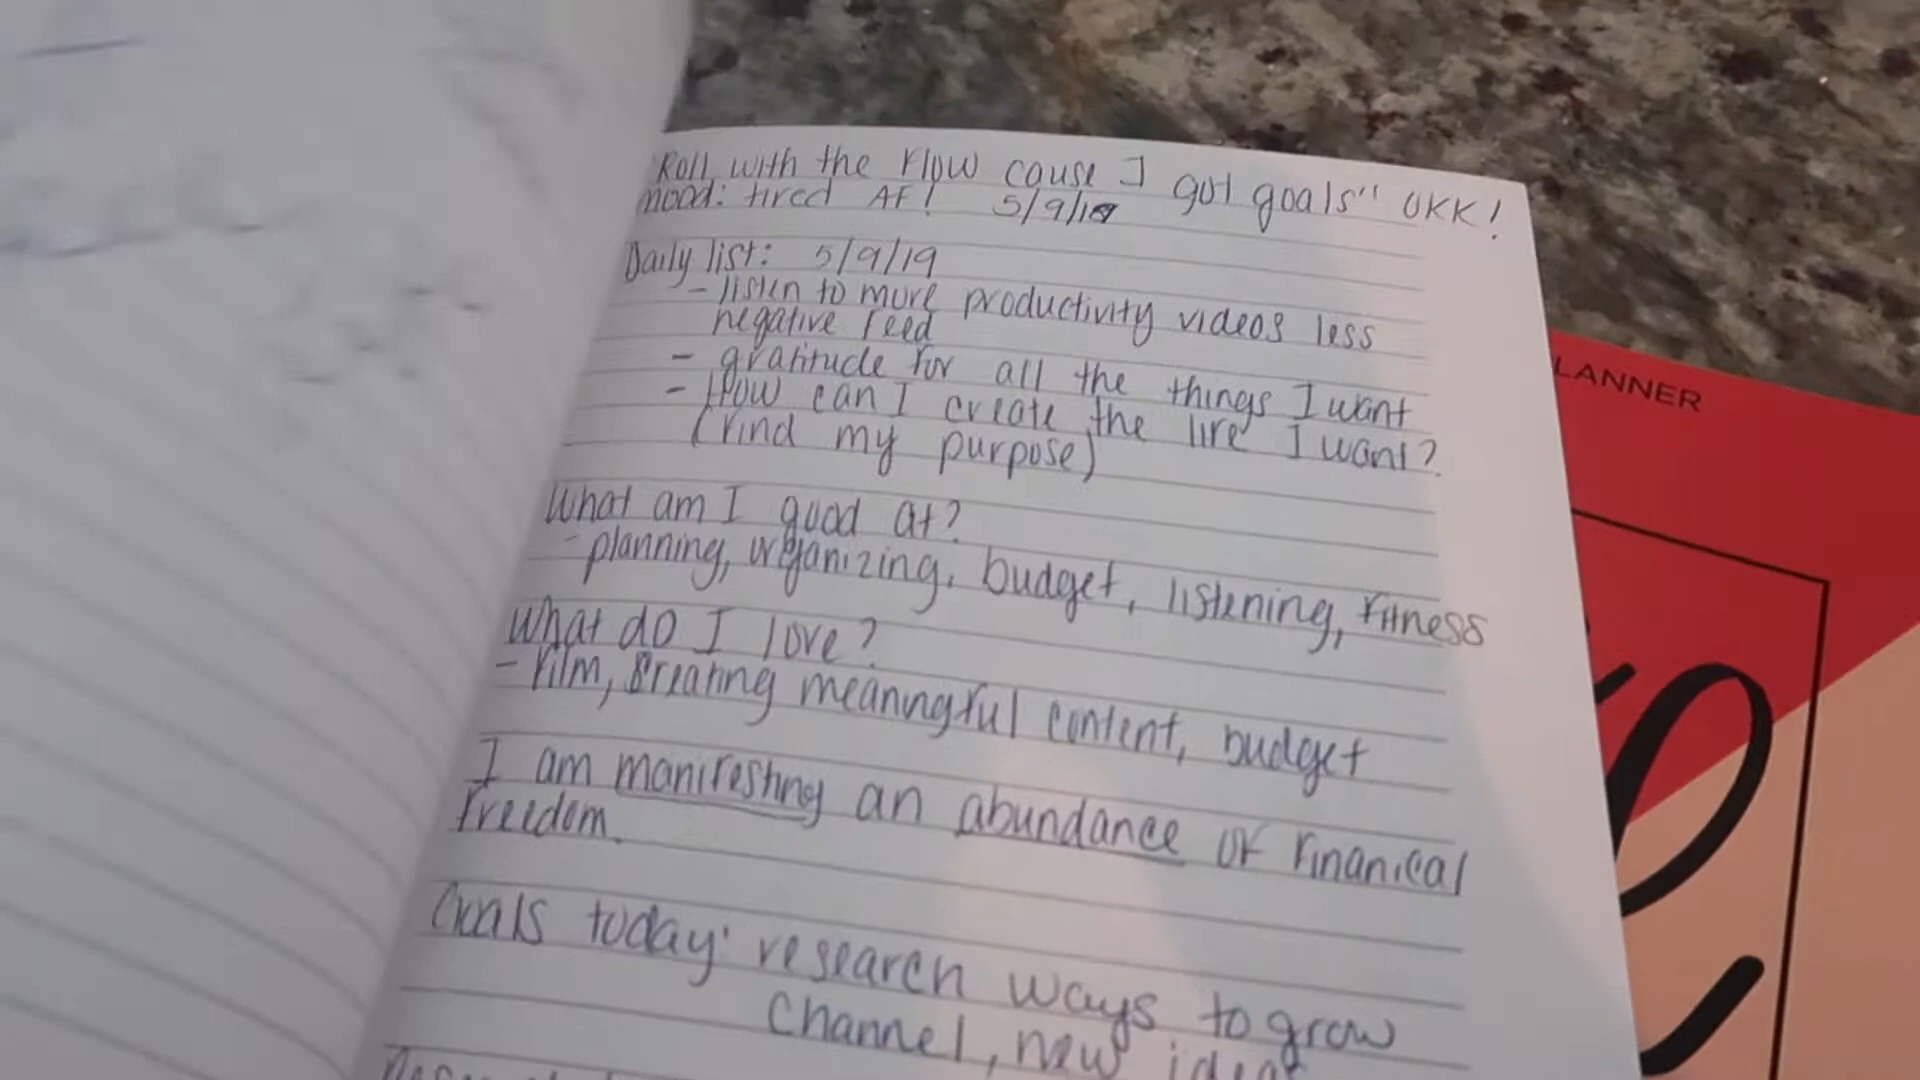 "Roll with the Flow cause I got goals" OKK!
mood: tired AF! 5/9/19
Daily list: 5/9/19
- listen to more productivity videos less
negative feed
- gratitude for all the things I want
- How can I create the life I want?
(find my purpose)
What am I good at?
- planning, organizing, budget, listening, fitness
What do I love?
- film, creating meaningful content, budget
I am manifesting an abundance of finanical
freedom.
Goals today: research ways to grow
channel, new ideas
LANNER